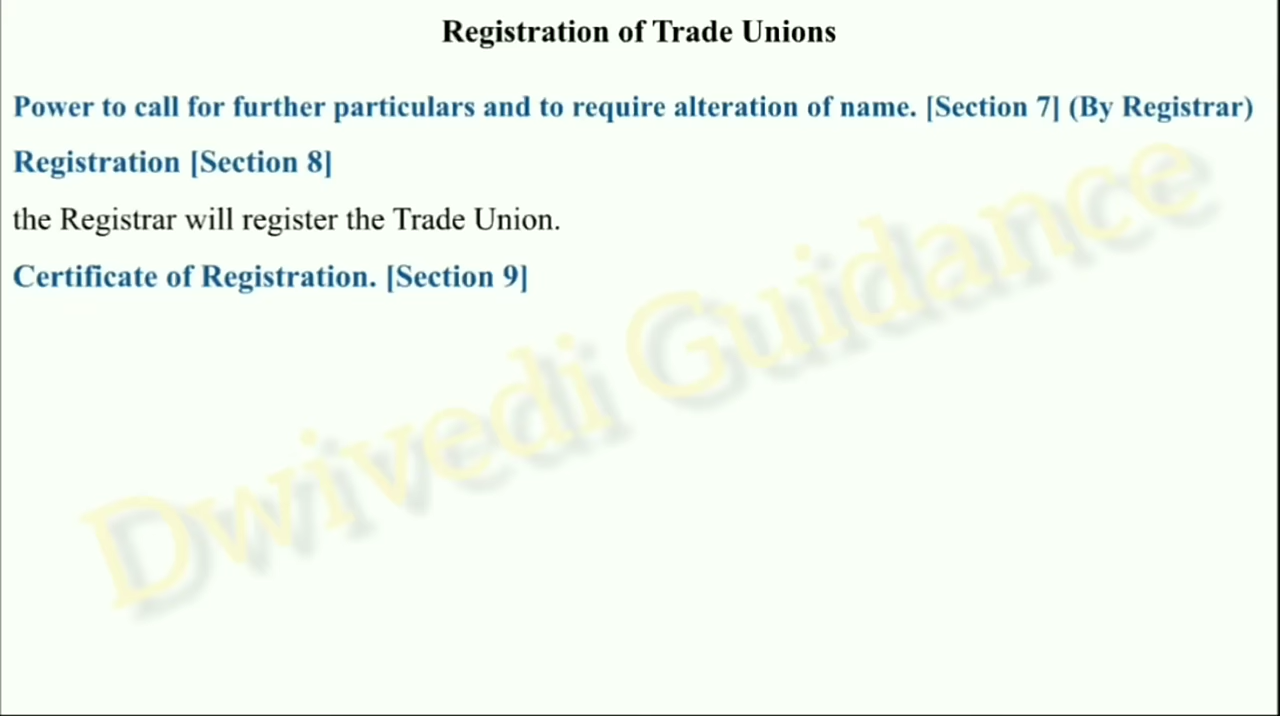 Registration of Trade Unions
Power to call for further particulars and to require alteration of name. [Section 7] (By Registrar)
Registration [Section 8]
the Registrar will register the Trade Union.
Certificate of Registration. [Section 9]
Dwivedi Guidance